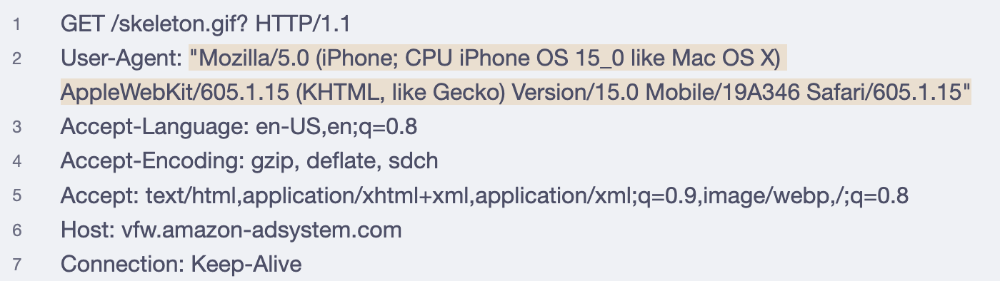 1 GET /skeleton.gif? HTTP/1.1
2 User-Agent: "Mozilla/5.0 (iPhone; CPU iPhone OS 15_0 like Mac OS X)
AppleWebKit/605.1.15 (KHTML, like Gecko) Version/15.0 Mobile/19A346 Safari/605.1.15"
3 Accept-Language: en-US,en;q=0.8
4 Accept-Encoding: gzip, deflate, sdch
5 Accept: text/html,application/xhtml+xml,application/xml;q=0.9,image/webp,/;q=0.8
6 Host: vfw.amazon-adsystem.com
7 Connection: Keep-Alive